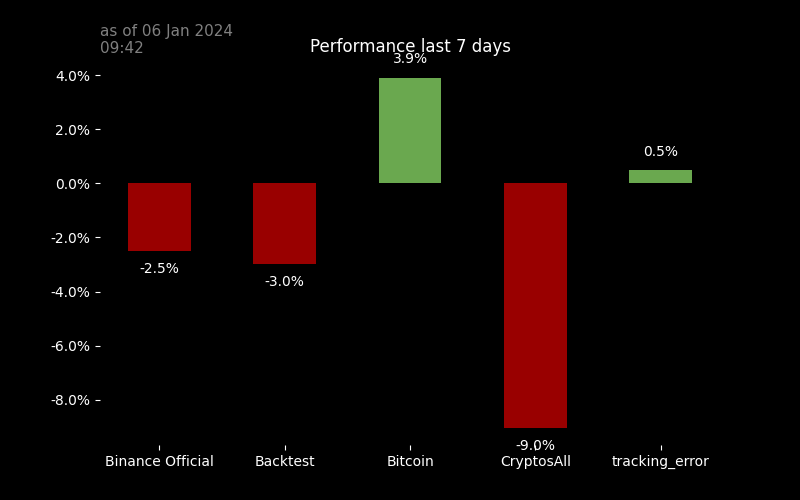 as of 06 Jan 2024
09:42
Performance last 7 days
3.9%
4.0%
2.0%
0.5%
0.0%
-2.0%
-2.5%
-3.0%
-4.0%
-6.0%
-8.0%
-9.0%
Binance Official
Backtest
Bitcoin
CryptosAll
tracking_error